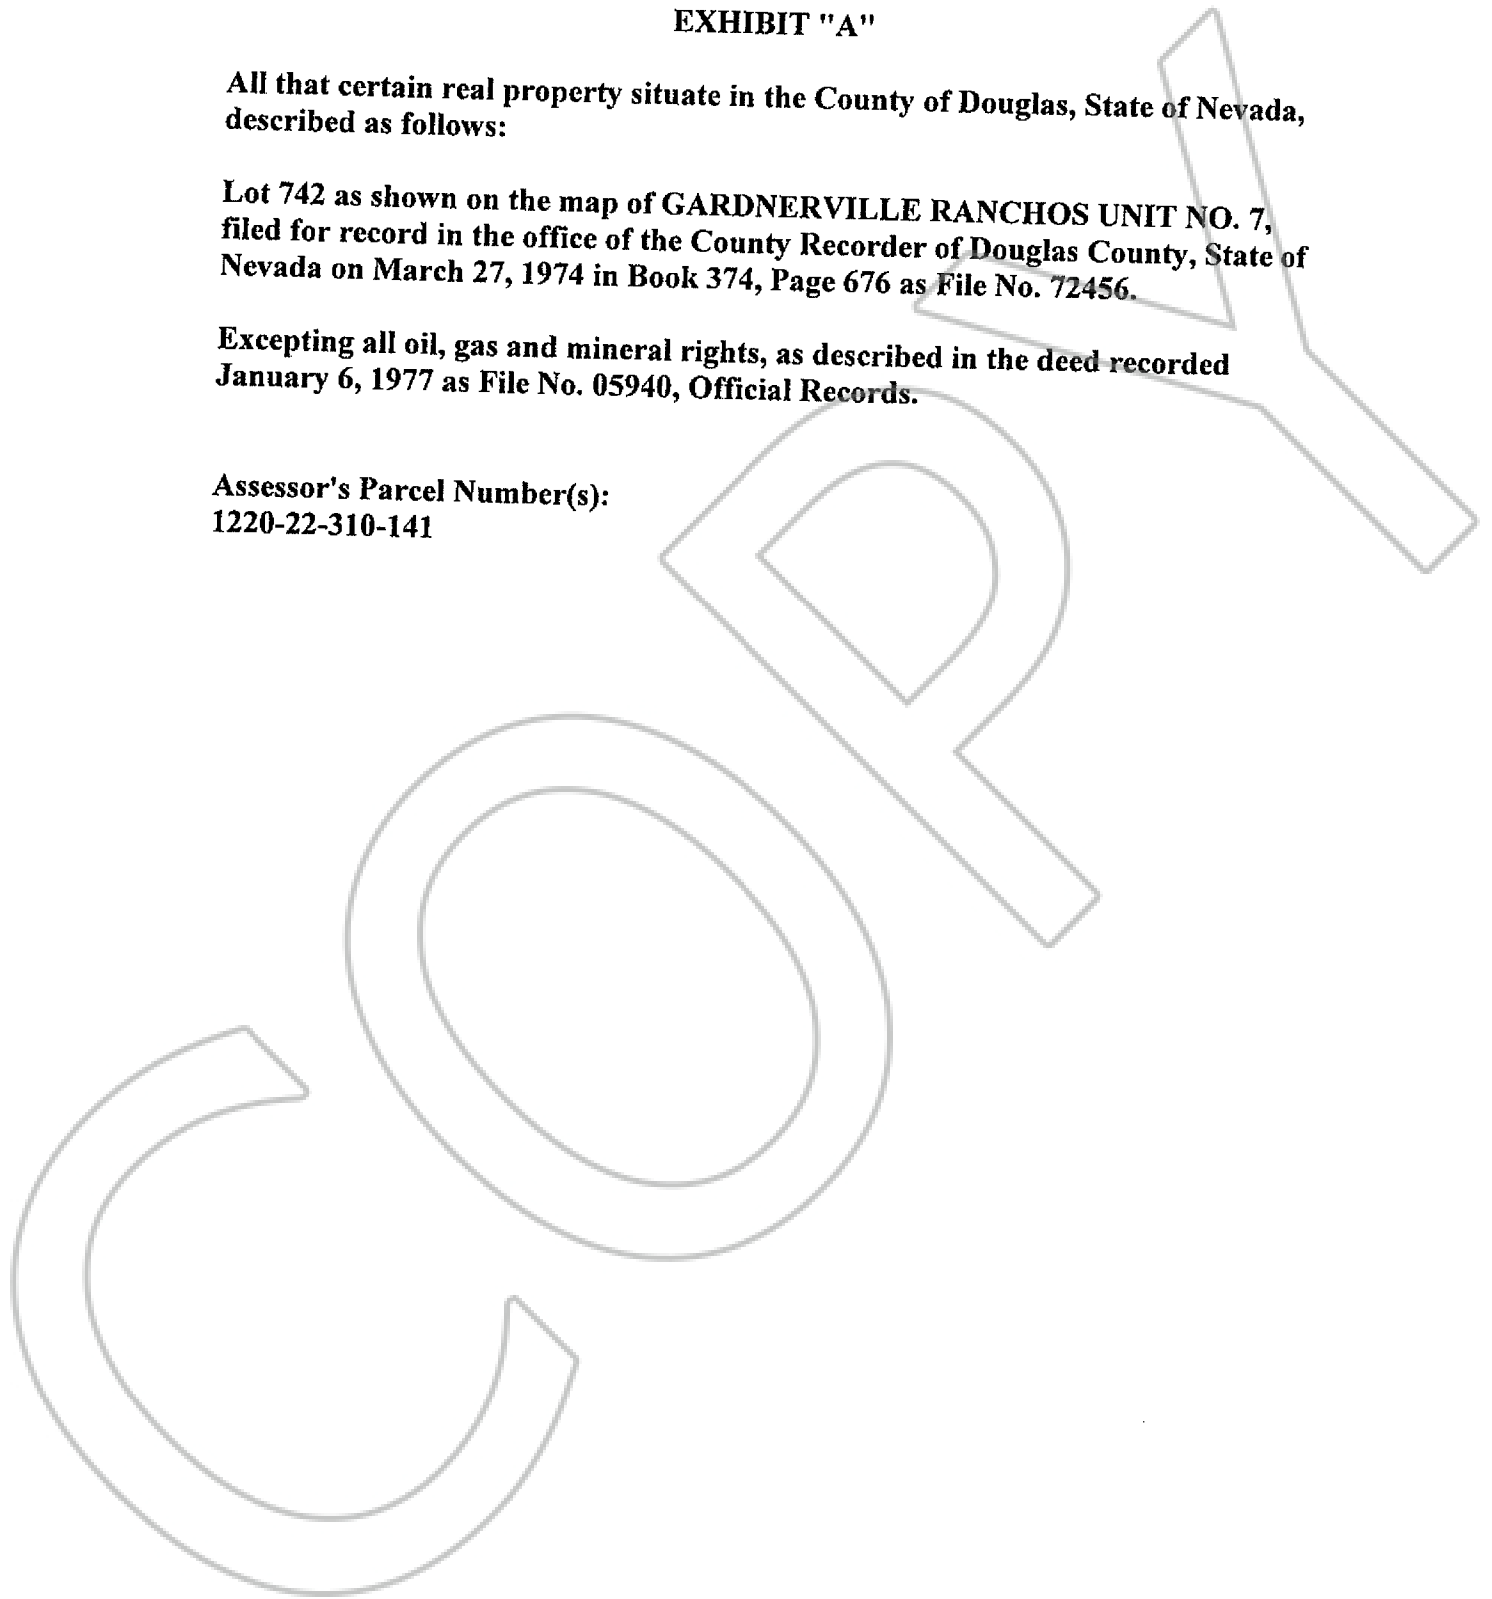 EXHIBIT "A"
All that certain real property situate in the County of Douglas, State of Nevada,
described as follows:
Lot 742 as shown on the map of GARDNERVILLE RANCHOS UNIT NO. 7,
filed for record in the office of the County Recorder of Douglas County, State of
Nevada on March 27, 1974 in Book 374, Page 676 as File No. 72456.
Excepting all oil, gas and mineral rights, as described in the deed recorded
January 6, 1977 as File No. 05940, Official Records.
Assessor's Parcel Number(s):
1220-22-310-141
COPY